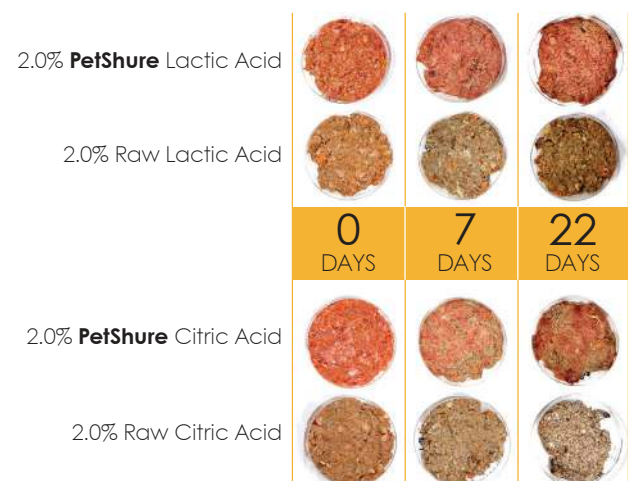 2.0% PetShure Lactic Acid
2.0% Raw Lactic Acid
0 7 22
DAYS DAYS DAYS
2.0% PetShure Citric Acid
2.0% Raw Citric Acid